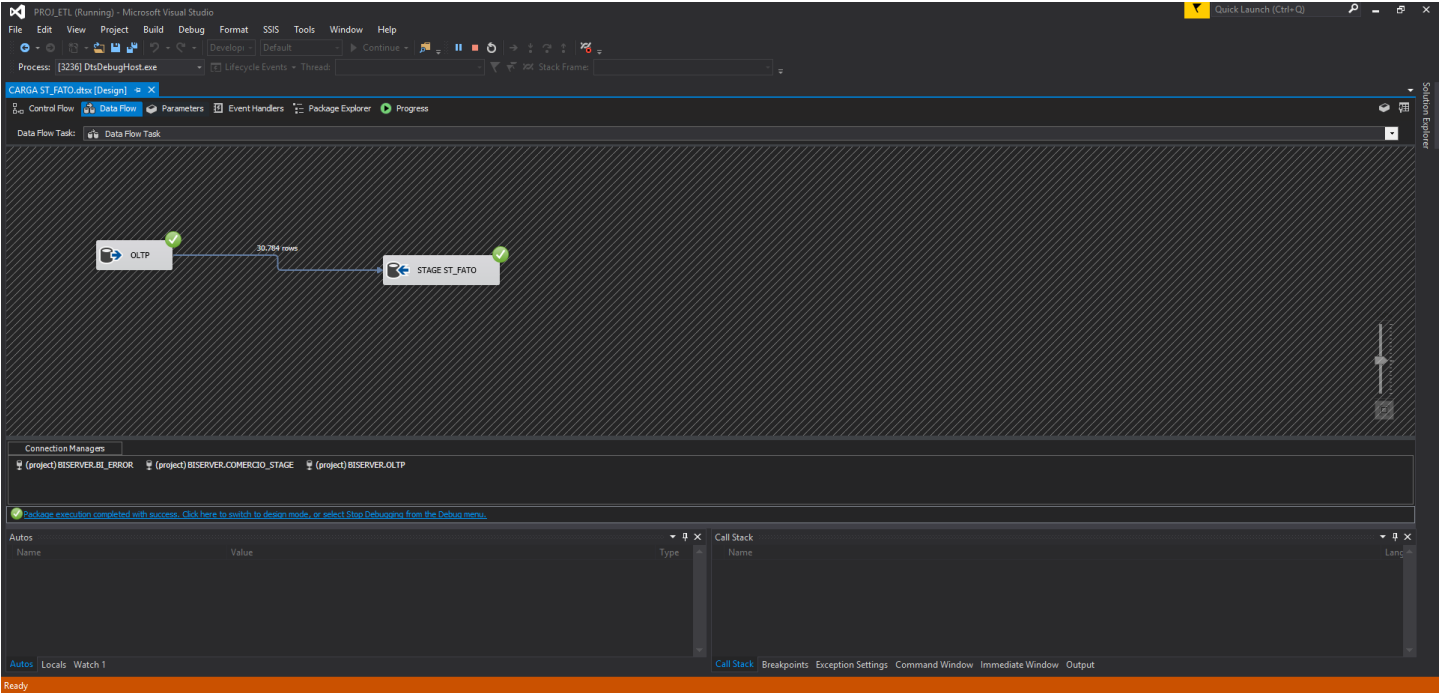 PROJ_ETL (Running) - Microsoft Visual Studio
Quick Launch (Ctrl+Q)
File Edit View Project Build Debug Format SSIS Tools Window Help
Developi Default Continue
Process: [3236] DtsDebugHost.exe Lifecycle Events Thread: Stack Frame:
CARGA ST_FATO.dtsx [Design]
Solution Explorer
Control Flow Data Flow Parameters Event Handlers Package Explorer Progress
Data Flow Task: Data Flow Task
30.784 rows
OLTP
STAGE ST_FATO
Connection Managers
(project) BISERVER.BI_ERROR (project) BISERVER.COMERCIO_STAGE (project) BISERVER.OLTP
Package execution completed with success. Click here to switch to design mode, or select Stop Debugging from the Debug menu.
Autos
Name Value Type
Autos Locals Watch 1
Call Stack
Name Lang
Call Stack Breakpoints Exception Settings Command Window Immediate Window Output
Ready